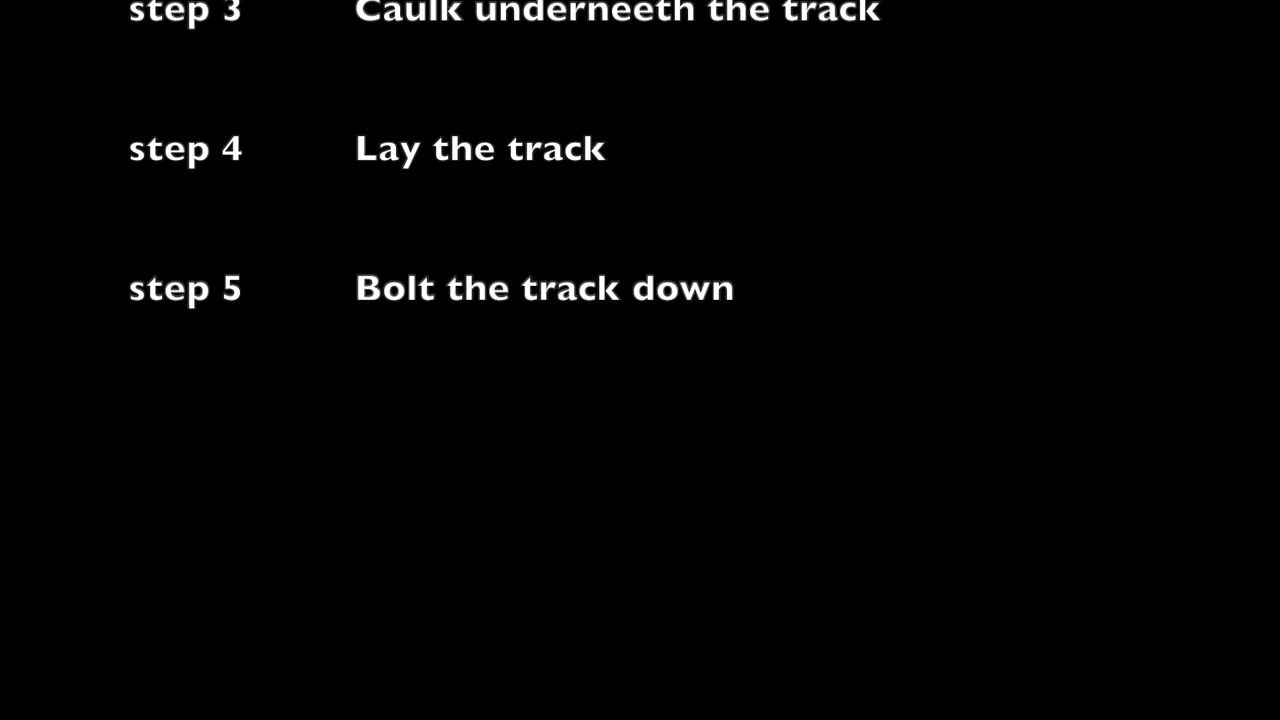 step 3 Caulk underneeth the track
step 4 Lay the track
step 5 Bolt the track down